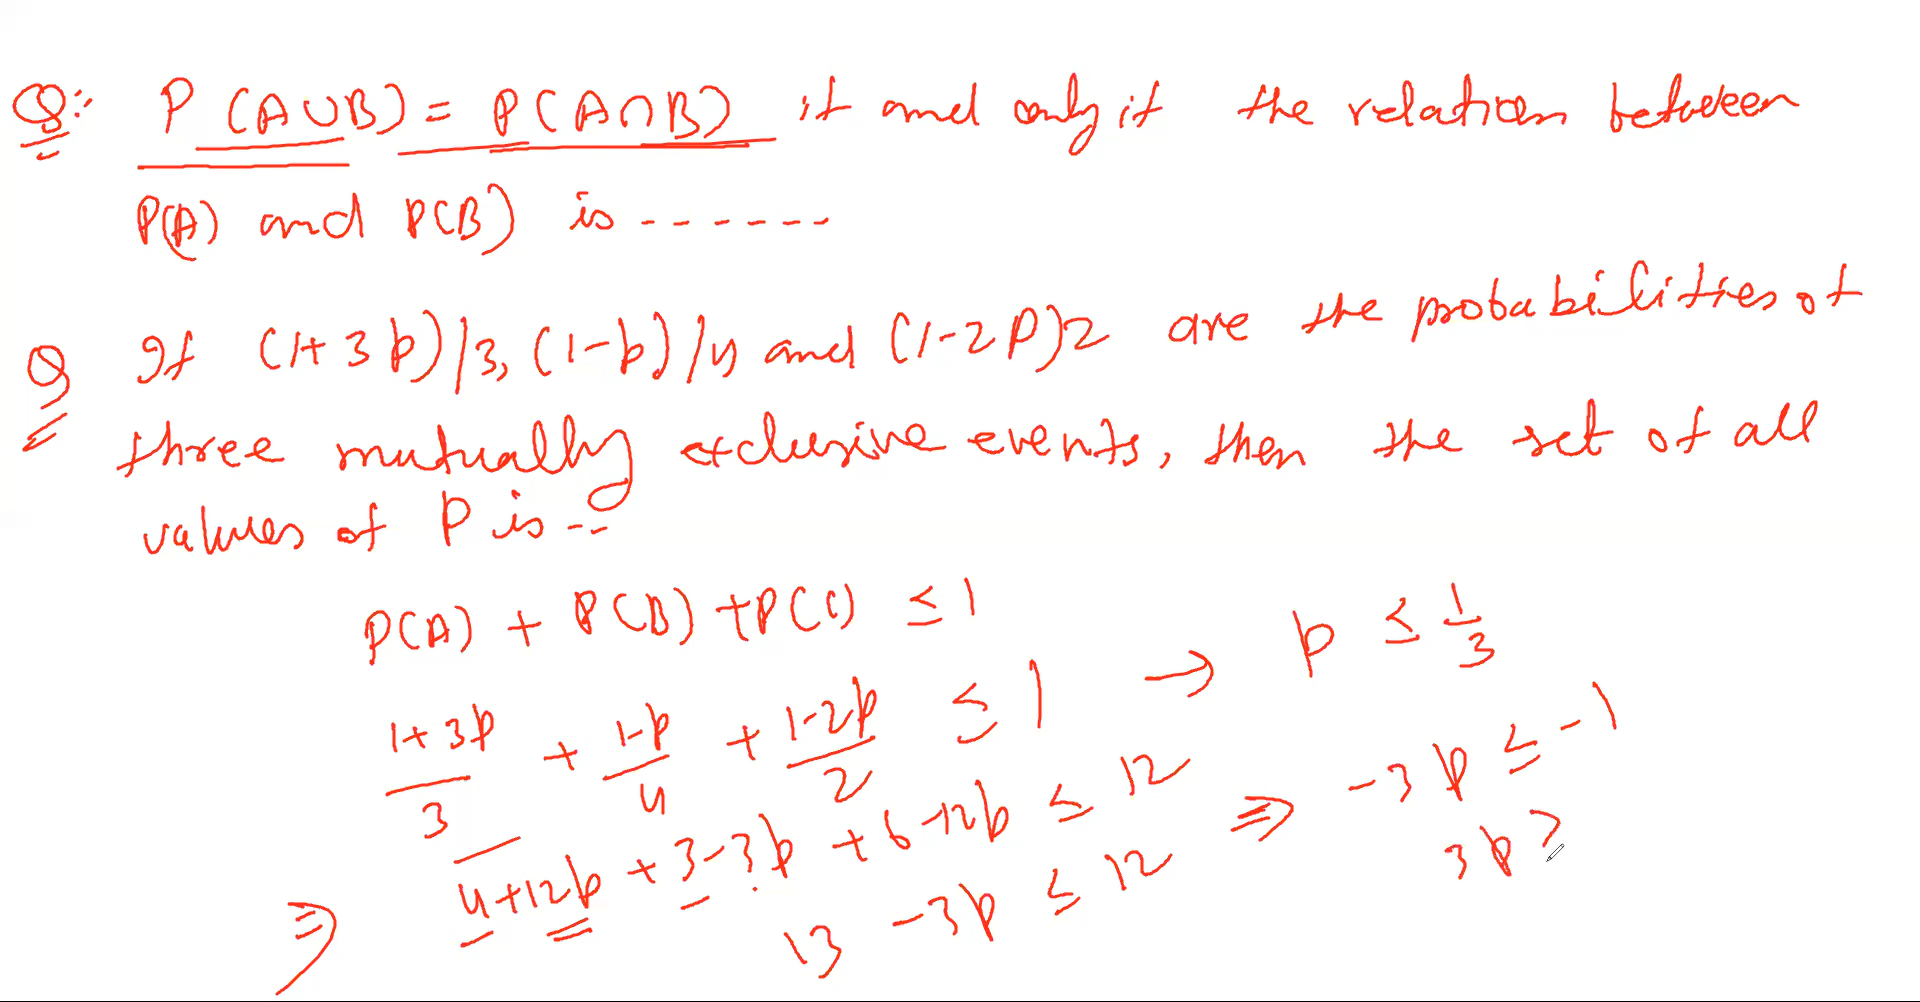 Q: P(A∪B) = P(A∩B) if and only if the relation between
P(A) and P(B) is ------
Q If (1+3p)/3, (1-p)/4 and (1-2P)2 are the probabilities of
three mutually exclusive events, then the set of all
values of P is --
P(A) + P(B) + P(C) ≤ 1
→ p ≤ 1/3
(1+3p)/3 + (1-p)/4 + (1-2p)/2 ≤ 1
⇒ 4+12p + 3-3p + 6-12p ≤ 12
13 -3p ≤ 12
⇒ -3p ≤ -1
3p ≥